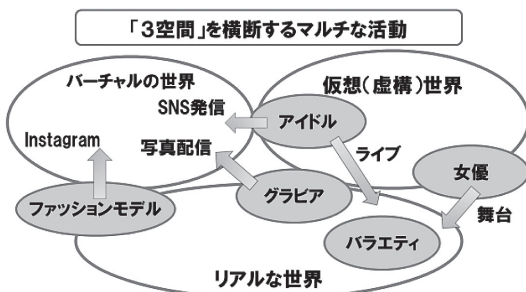 「３空間」を横断するマルチな活動
バーチャルの世界
仮想（虚構）世界
SNS発信
アイドル
Instagram
写真配信
ライブ
女優
ファッションモデル
グラビア
舞台
バラエティ
リアルな世界